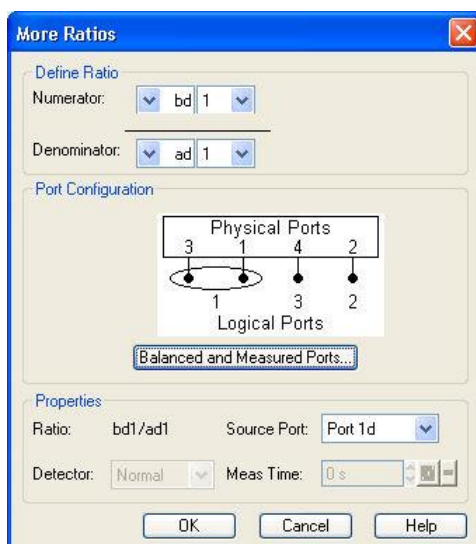 More Ratios
Define Ratio
Numerator: bd 1
Denominator: ad 1
Port Configuration
Physical Ports
3 1 4 2
1 3 2
Logical Ports
Balanced and Measured Ports...
Properties
Ratio: bd1/ad1 Source Port: Port 1d
Detector: Normal Meas Time: 0 s
OK Cancel Help